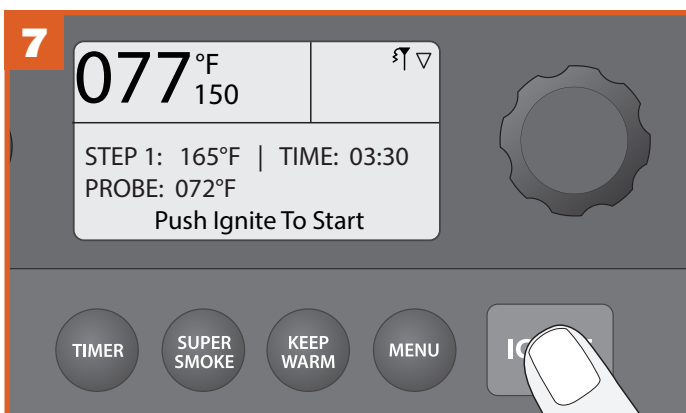 7
077 °F
150
STEP 1: 165°F | TIME: 03:30
PROBE: 072°F
Push Ignite To Start
TIMER
SUPER
SMOKE
KEEP
WARM
MENU